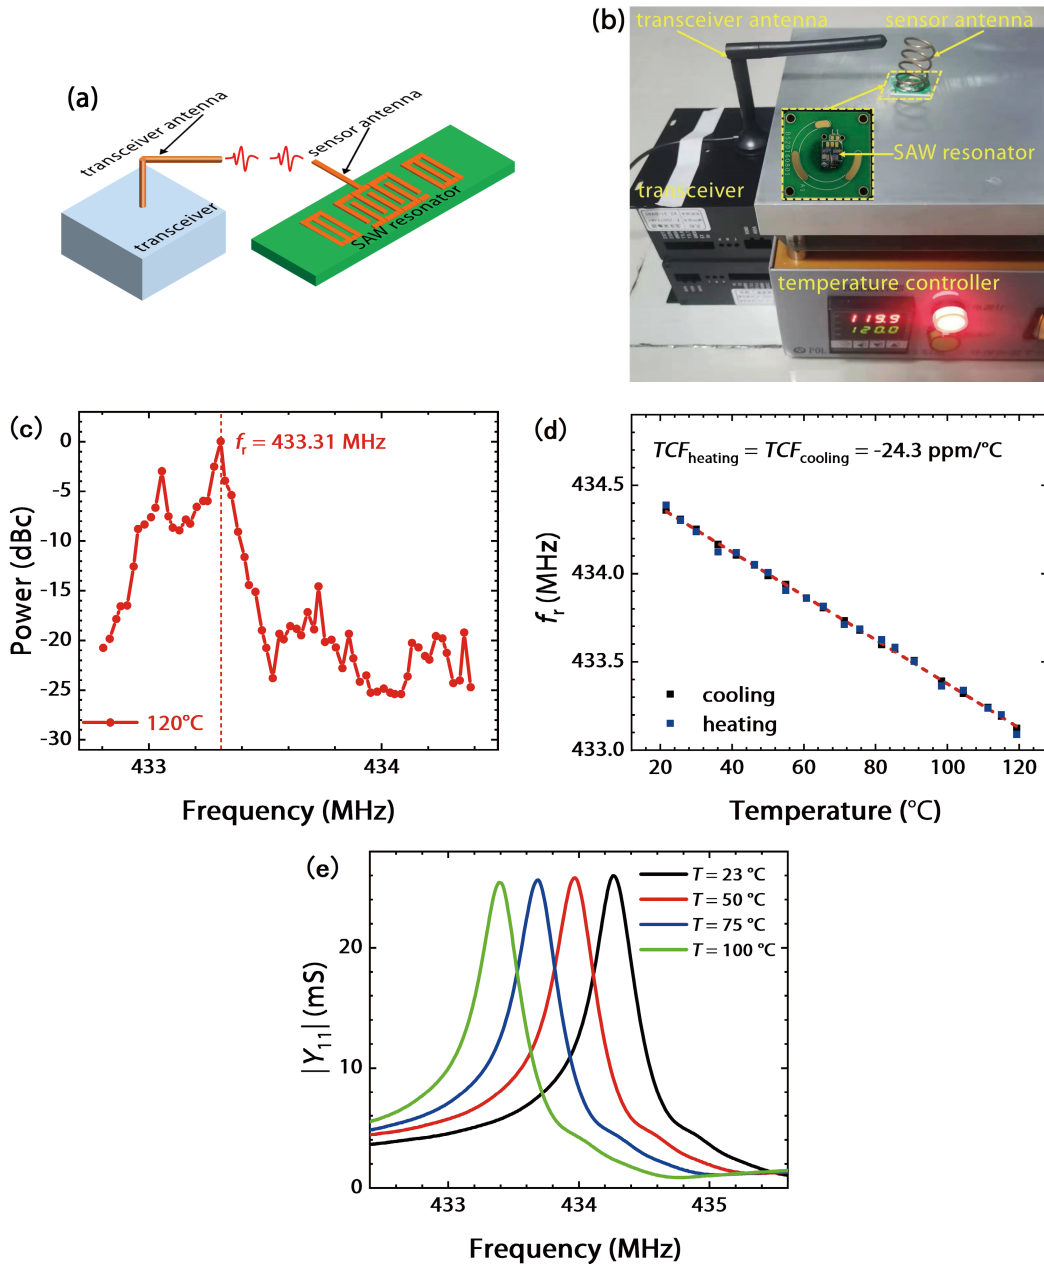 (a)
transceiver antenna
sensor antenna
transceiver
SAW resonator
(b)
transceiver antenna
sensor antenna
SAW resonator
transceiver
L1
temperature controller
119.9
120.0
POL
(c)
Power (dBc)
0
-5
-10
-15
-20
-25
-30
fr = 433.31 MHz
120°C
433
434
Frequency (MHz)
(d)
TCFheating = TCFcooling = -24.3 ppm/°C
fr (MHz)
434.5
434.0
433.5
433.0
cooling
heating
20
40
60
80
100
120
Temperature (°C)
(e)
|Y11| (mS)
20
10
0
T = 23 °C
T = 50 °C
T = 75 °C
T = 100 °C
433
434
435
Frequency (MHz)